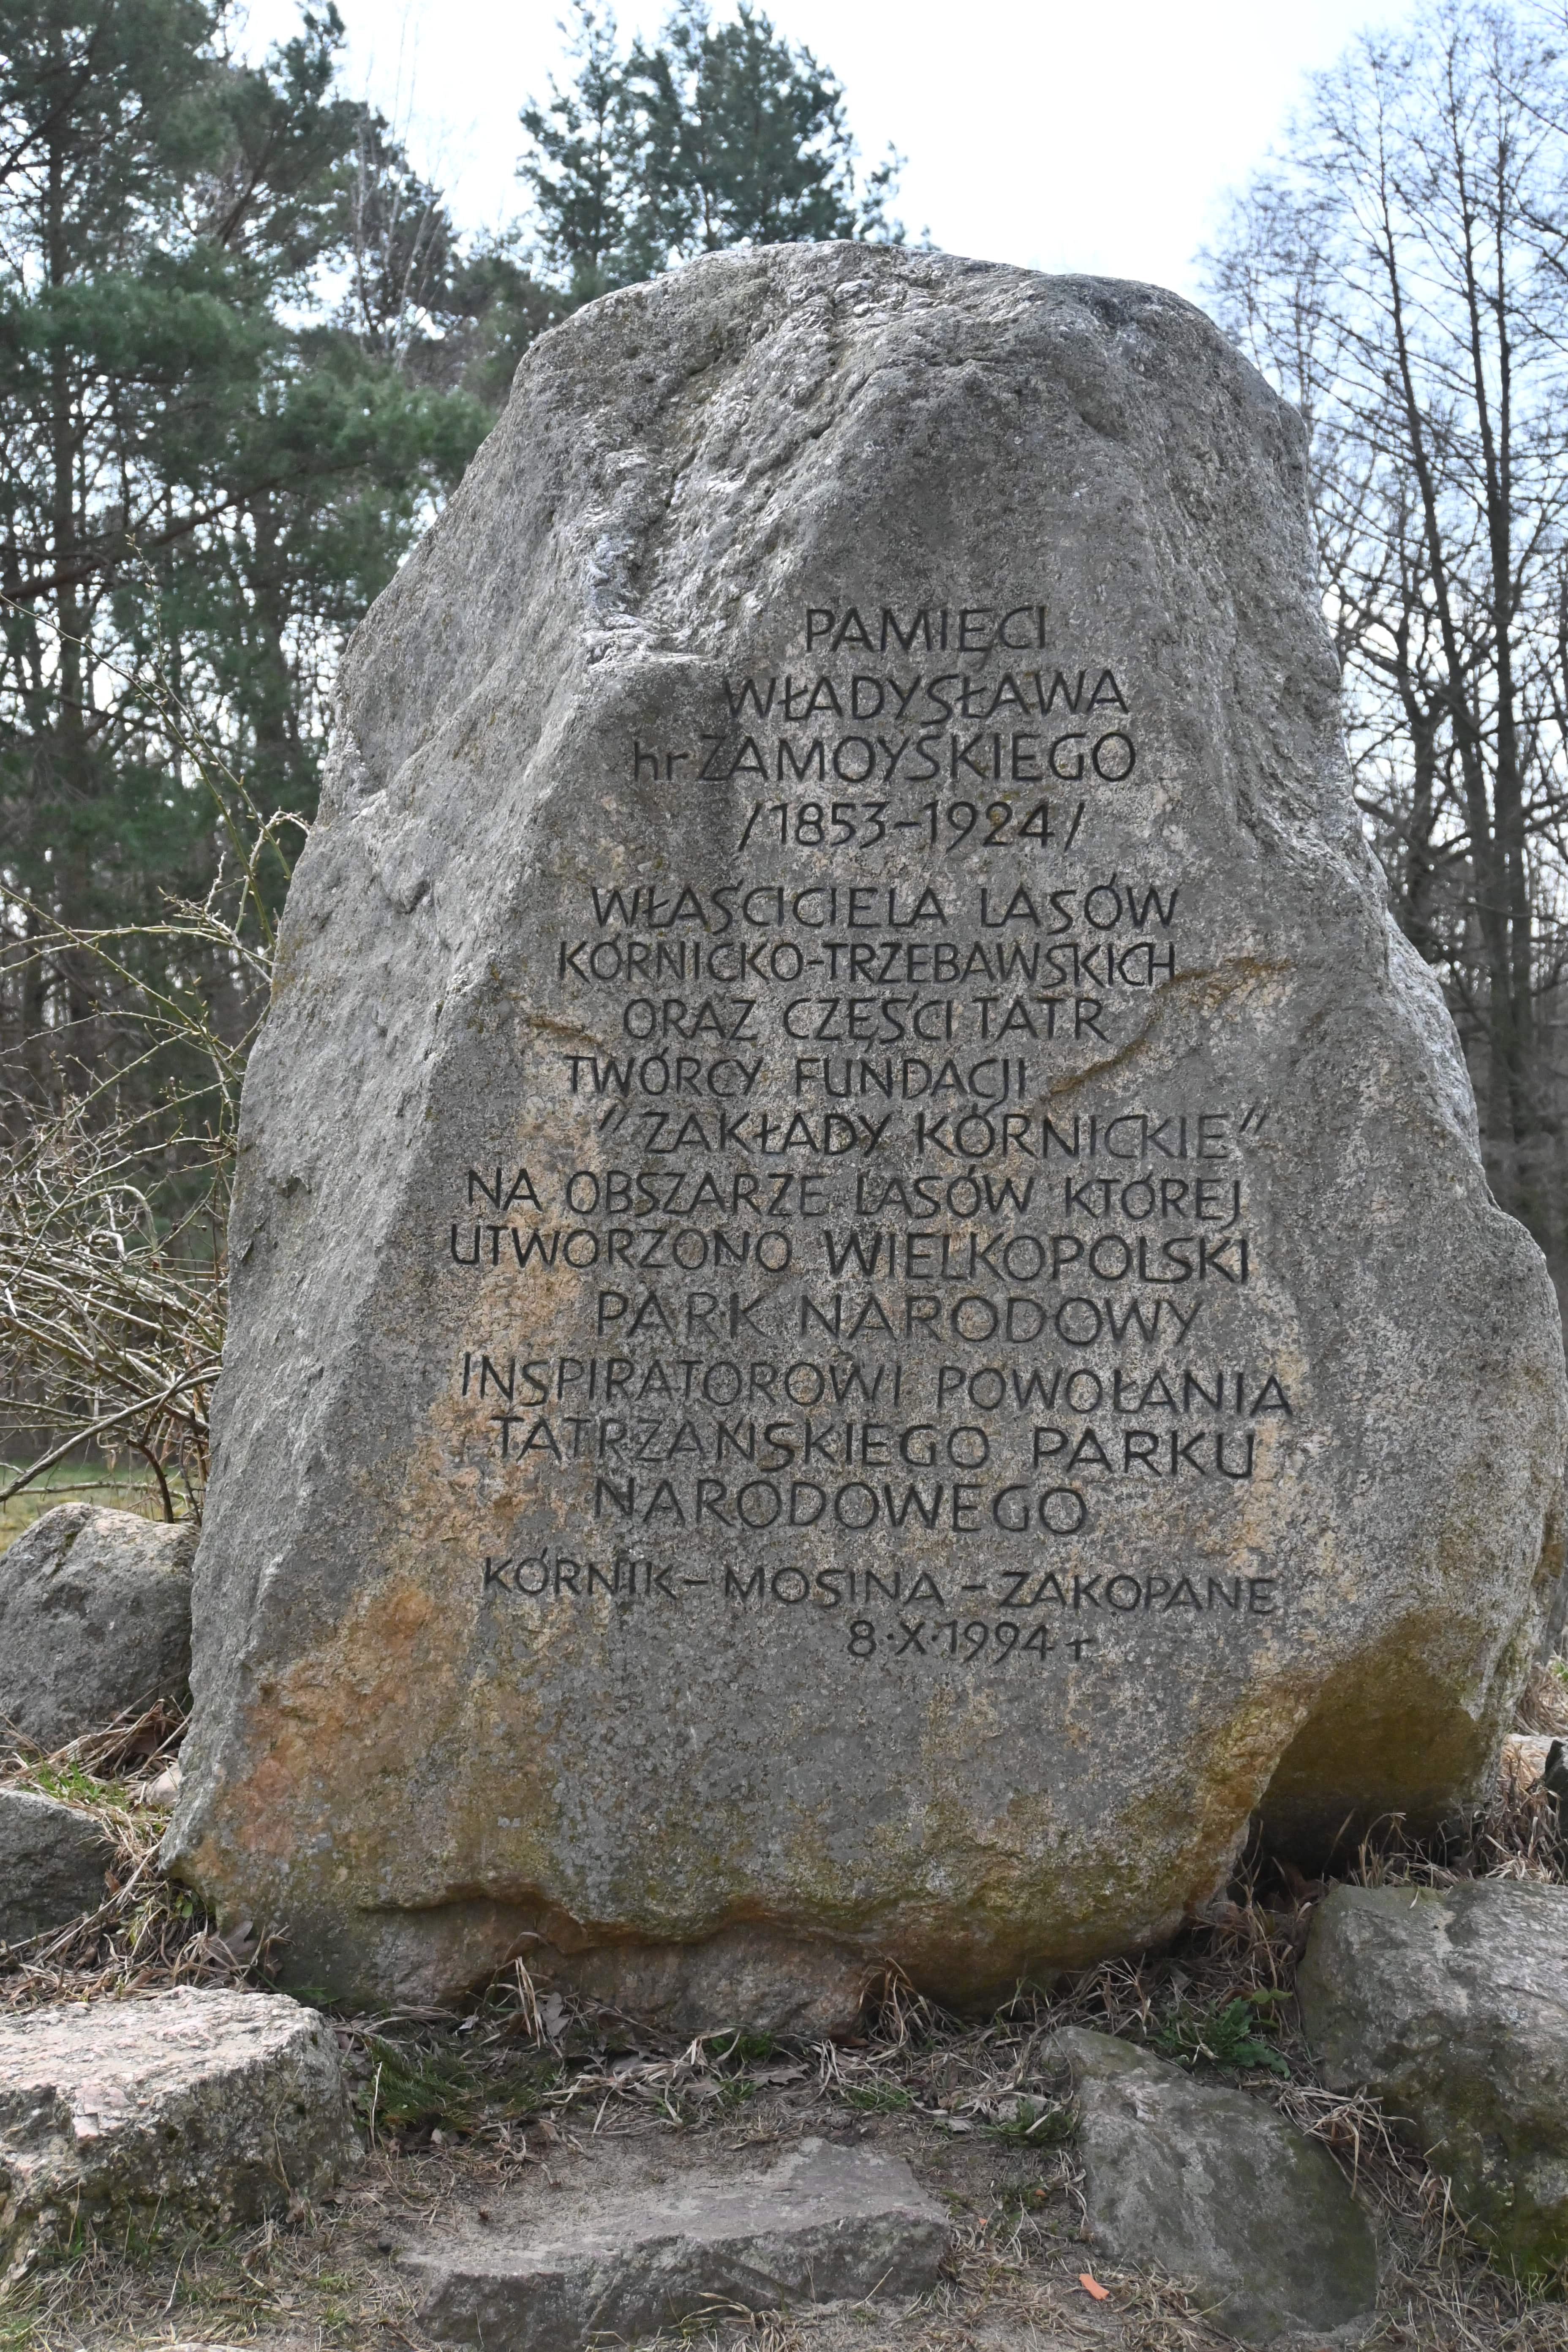 PAMIĘCI
WŁADYSŁAWA
hr ZAMOYSKIEGO
/1853-1924/
WŁAŚCICIELA LASÓW
KÓRNICKO-TRZEBAWSKICH
ORAZ CZĘŚCI TATR
TWÓRCY FUNDACJI
"ZAKŁADY KÓRNICKIE"
NA OBSZARZE LASÓW KTÓREJ
UTWORZONO WIELKOPOLSKI
PARK NARODOWY
INSPIRATOROWI POWOŁANIA
TATRZAŃSKIEGO PARKU
NARODOWEGO
KÓRNIK-MOSINA-ZAKOPANE
8·X·1994 r